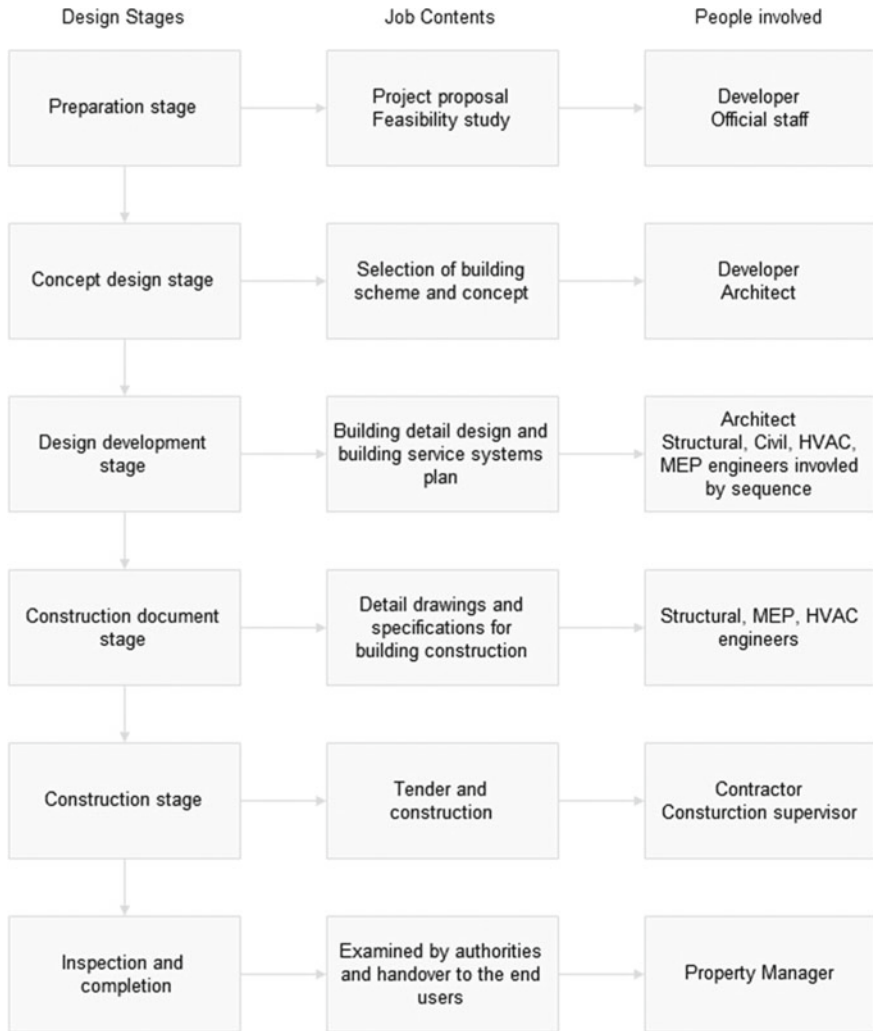 Design Stages
Job Contents
People involved
Preparation stage
Project proposal
Feasibility study
Developer
Official staff
Concept design stage
Selection of building
scheme and concept
Developer
Architect
Design development
stage
Building detail design and
building service systems
plan
Architect
Structural, Civil, HVAC,
MEP engineers invovled
by sequence
Construction document
stage
Detail drawings and
specifications for
building construction
Structural, MEP, HVAC
engineers
Construction stage
Tender and
construction
Contractor
Consturction supervisor
Inspection and
completion
Examined by authorities
and handover to the end
users
Property Manager